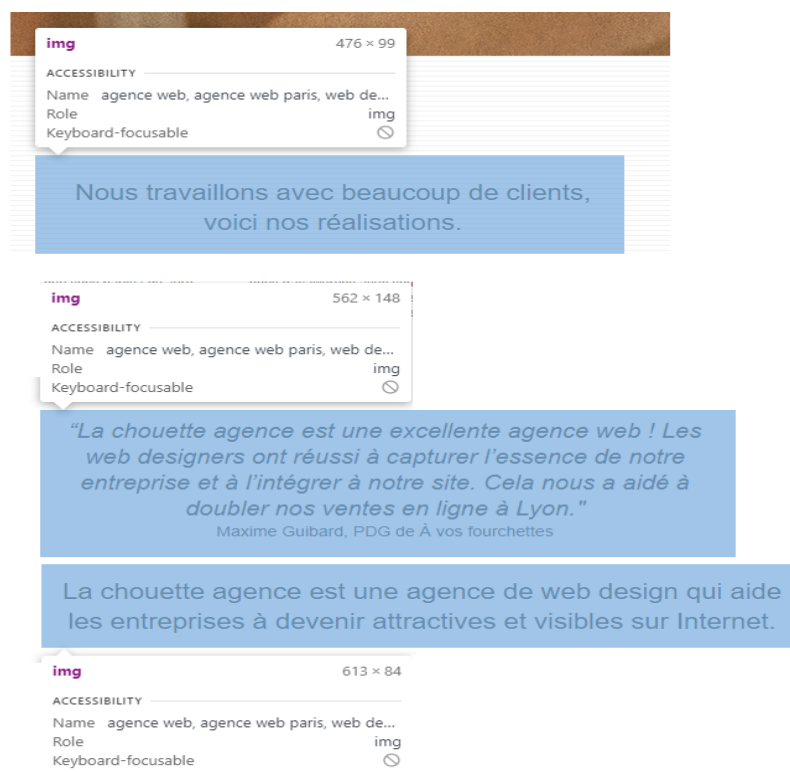 img 476 × 99
ACCESSIBILITY
Name agence web, agence web paris, web de...
Role img
Keyboard-focusable
Nous travaillons avec beaucoup de clients,
voici nos réalisations.
img 562 × 148
ACCESSIBILITY
Name agence web, agence web paris, web de...
Role img
Keyboard-focusable
“La chouette agence est une excellente agence web ! Les
web designers ont réussi à capturer l’essence de notre
entreprise et à l’intégrer à notre site. Cela nous a aidé à
doubler nos ventes en ligne à Lyon."
Maxime Guibard, PDG de À vos fourchettes
La chouette agence est une agence de web design qui aide
les entreprises à devenir attractives et visibles sur Internet.
img 613 × 84
ACCESSIBILITY
Name agence web, agence web paris, web de...
Role img
Keyboard-focusable